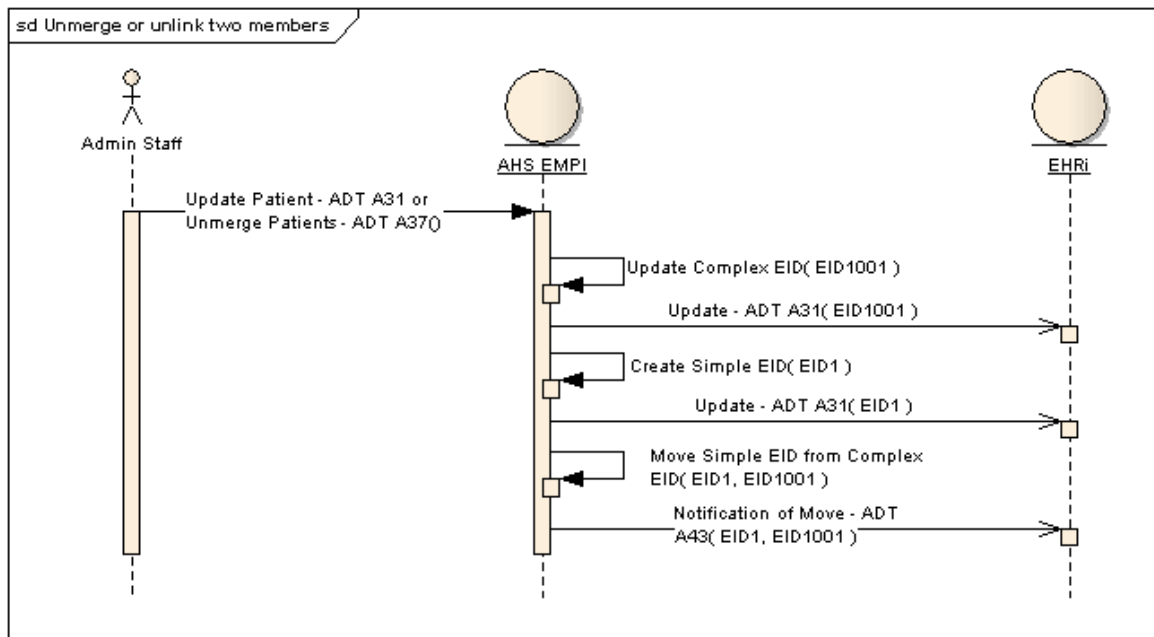 sd Unmerge or unlink two members
Admin Staff
AHS EMPI
EHRi
Update Patient - ADT A31 or
Unmerge Patients - ADT A37()
Update Complex EID( EID1001 )
Update - ADT A31( EID1001 )
Create Simple EID( EID1 )
Update - ADT A31( EID1 )
Move Simple EID from Complex
EID( EID1, EID1001 )
Notification of Move - ADT
A43( EID1, EID1001 )